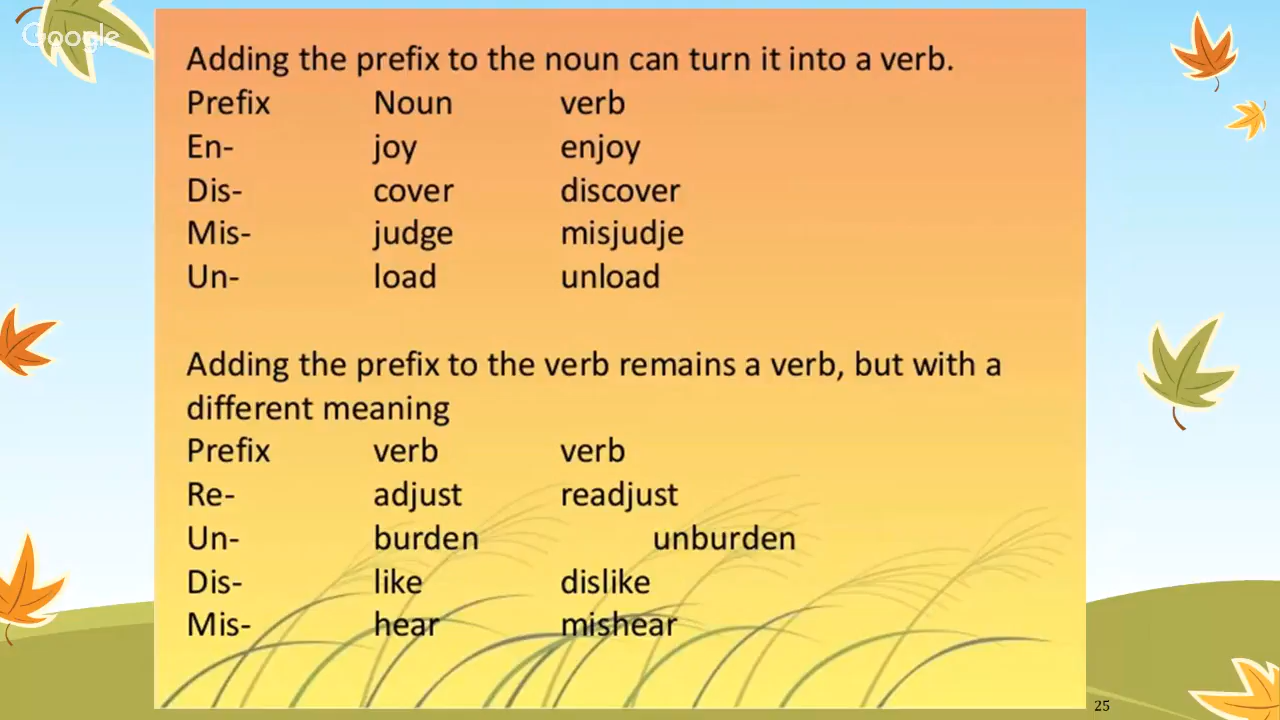 Google
Adding the prefix to the noun can turn it into a verb.
Prefix Noun verb
En- joy enjoy
Dis- cover discover
Mis- judge misjudje
Un- load unload
Adding the prefix to the verb remains a verb, but with a
different meaning
Prefix verb verb
Re- adjust readjust
Un- burden unburden
Dis- like dislike
Mis- hear mishear
25